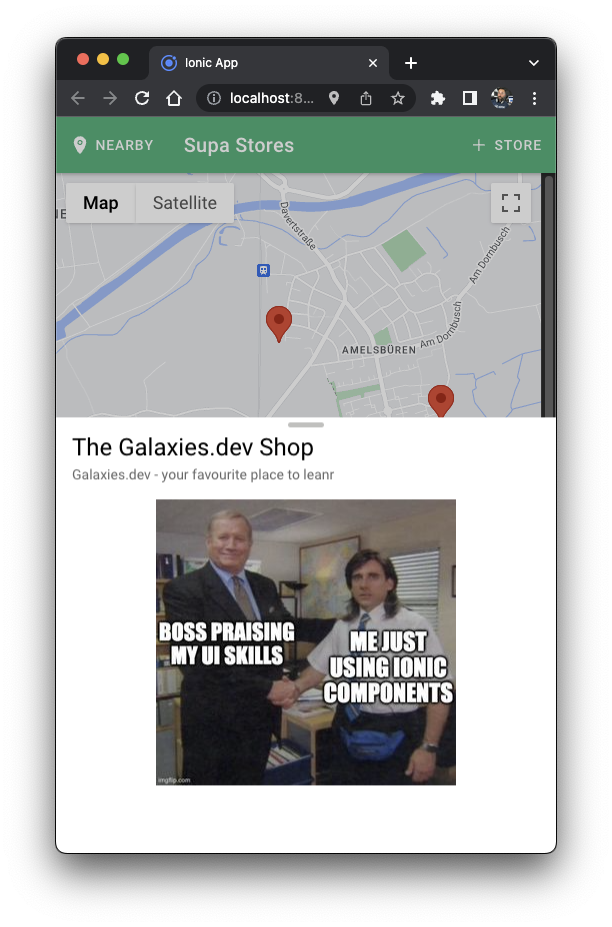 Ionic App
localhost:8...
NEARBY
Supa Stores
STORE
Map
Satellite
Davertstraße
Am Dornbusch
AMELSBÜREN
Am Dornbusch
The Galaxies.dev Shop
Galaxies.dev - your favourite place to leanr
BOSS PRAISING
MY UI SKILLS
ME JUST
USING IONIC
COMPONENTS
imgflip.com